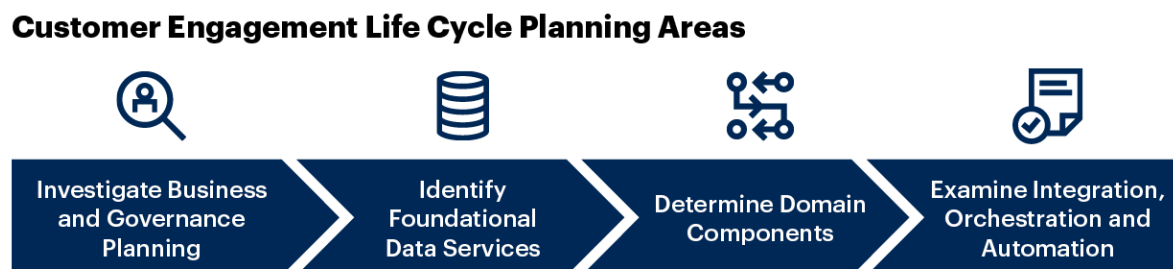 Customer Engagement Life Cycle Planning Areas
Investigate Business
and Governance
Planning
Identify
Foundational
Data Services
Determine Domain
Components
Examine Integration,
Orchestration and
Automation